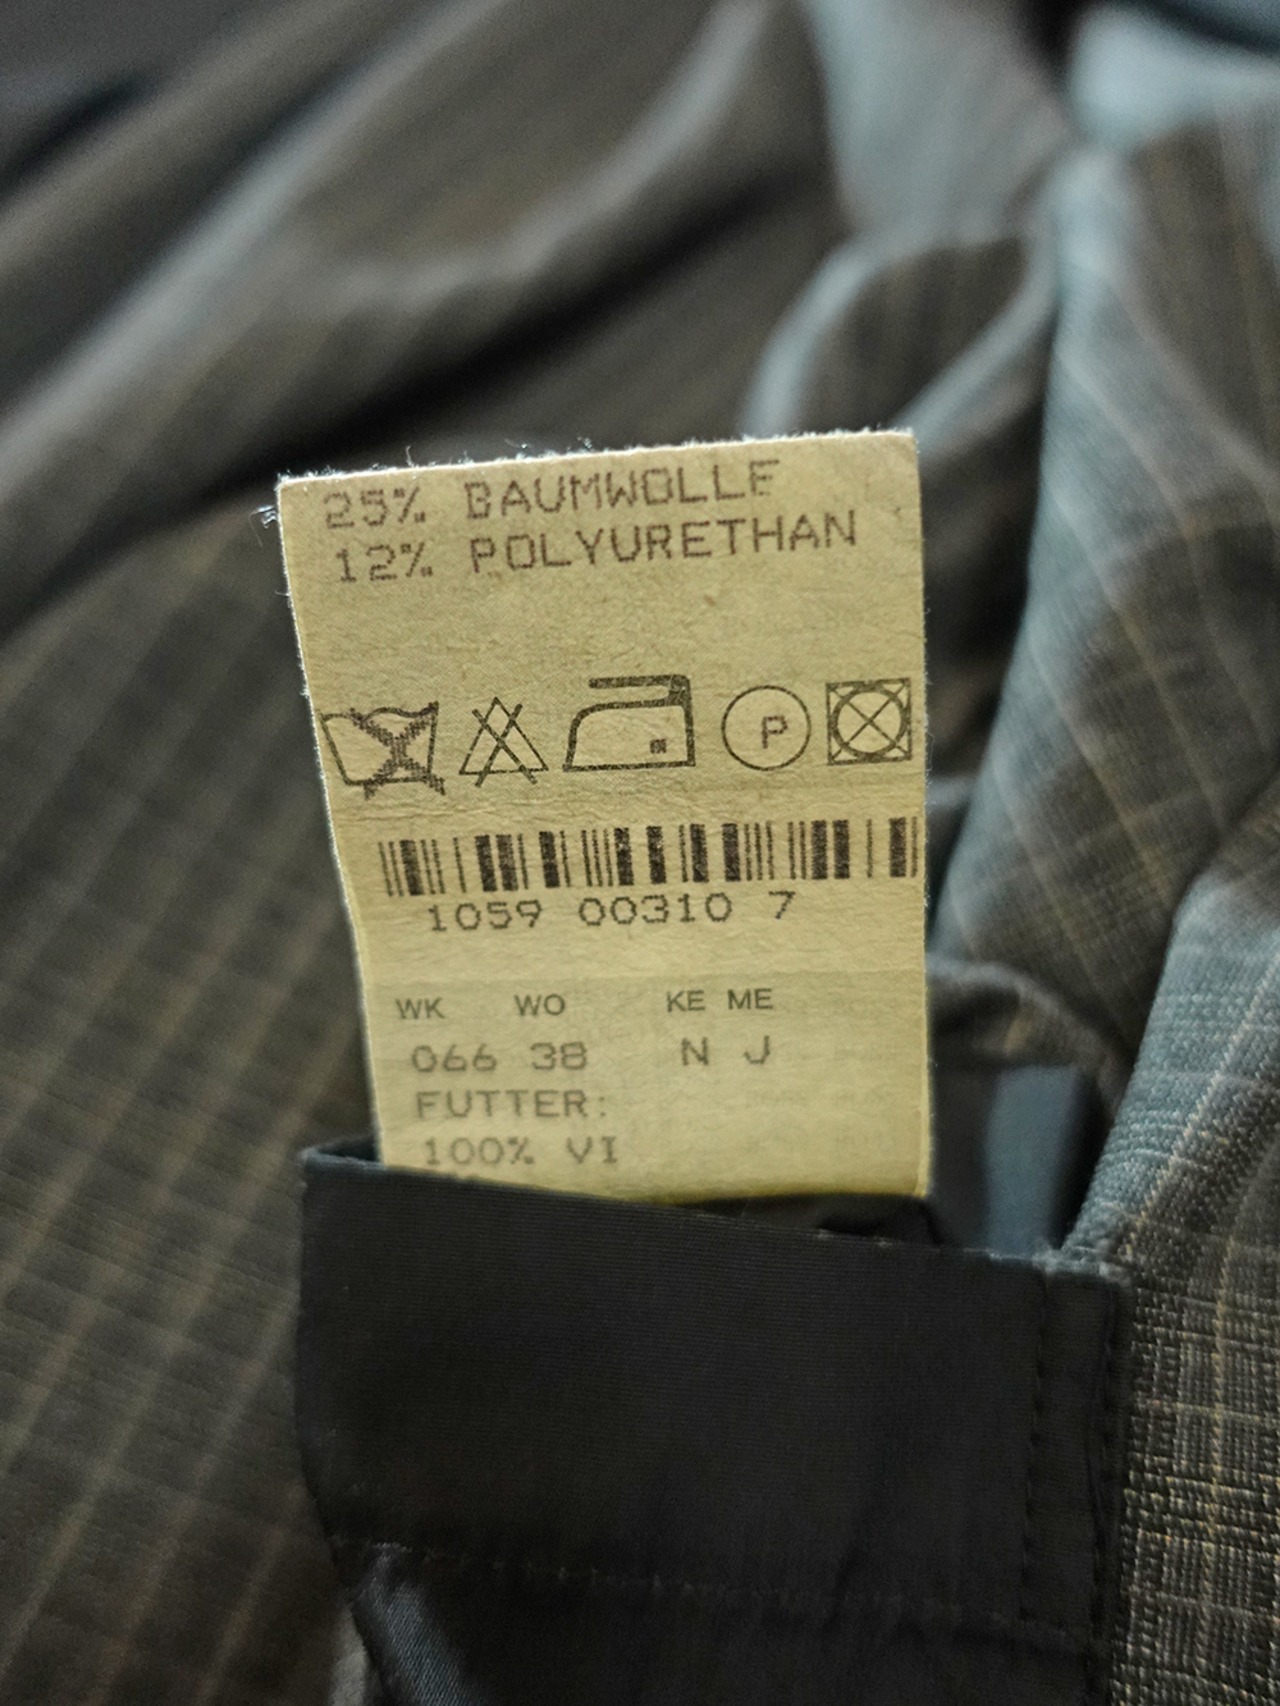 25% BAUMWOLLE
12% POLYURETHAN
P
1059 00310 7
WK WO KE ME
066 38 N J
FUTTER:
100% VI